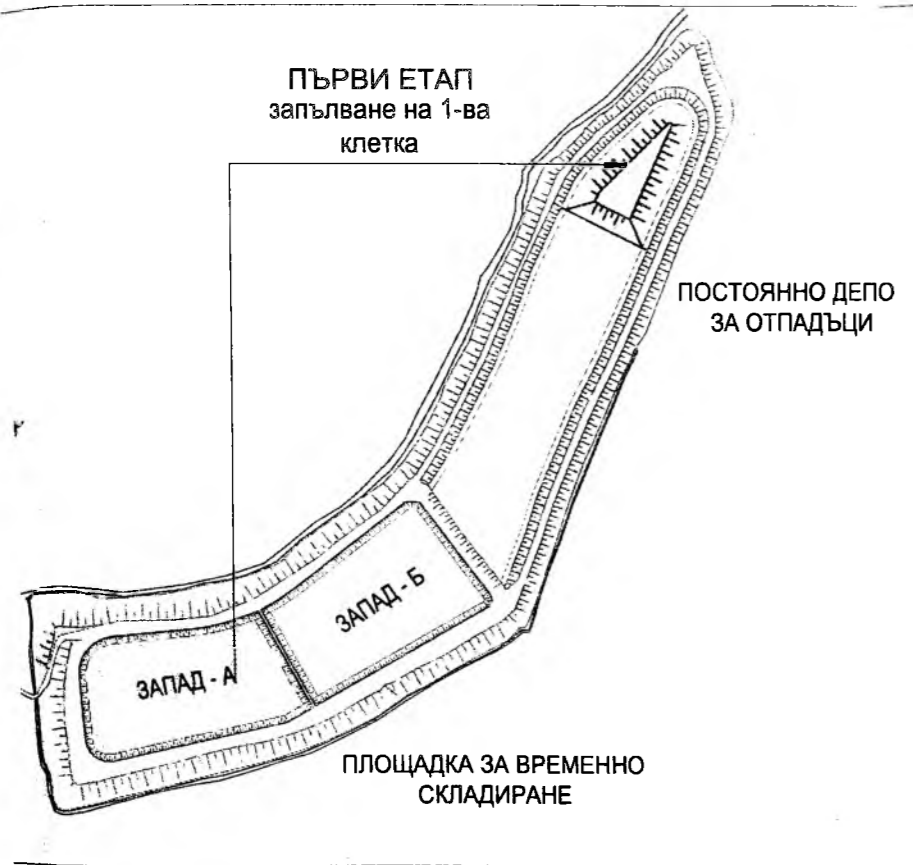 ПЪРВИ ЕТАП
запълване на 1-ва
клетка
ПОСТОЯННО ДЕПО
ЗА ОТПАДЪЦИ
ЗАПАД - Б
ЗАПАД - А
ПЛОЩАДКА ЗА ВРЕМЕННО
СКЛАДИРАНЕ